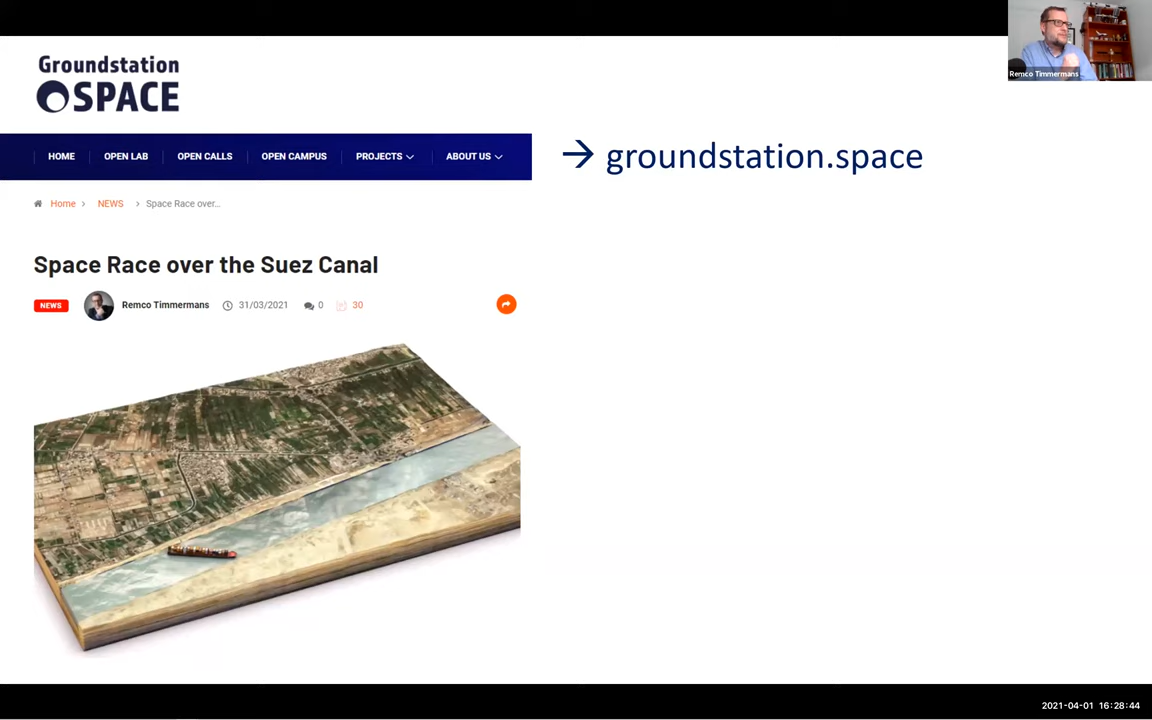 Groundstation
SPACE
Remco Timmermans
HOME OPEN LAB OPEN CALLS OPEN CAMPUS PROJECTS ABOUT US
→ groundstation.space
Home > NEWS > Space Race over...
Space Race over the Suez Canal
NEWS Remco Timmermans 31/03/2021 0 30
2021-04-01 16:28:44